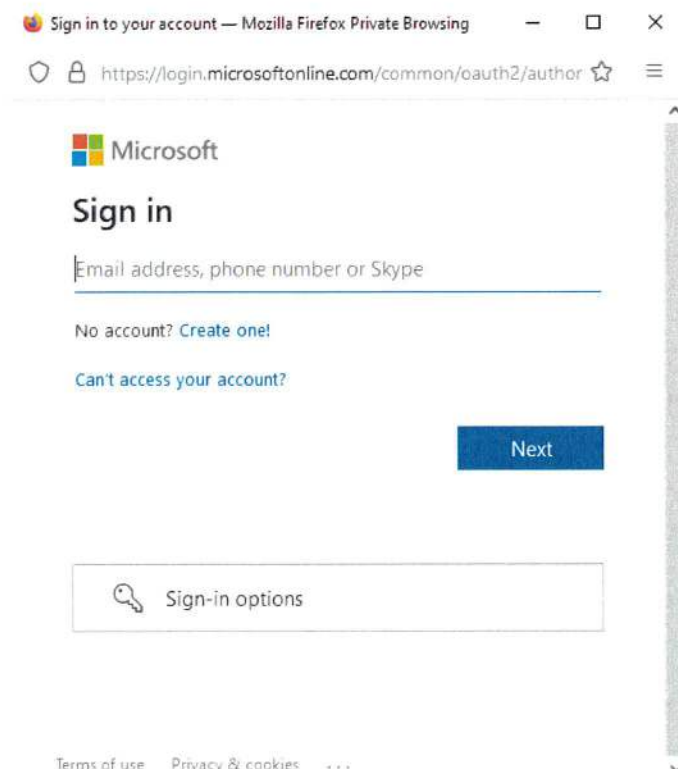 Sign in to your account — Mozilla Firefox Private Browsing
https://login.microsoftonline.com/common/oauth2/author
Microsoft
Sign in
Email address, phone number or Skype
No account? Create one!
Can't access your account?
Next
Sign-in options
Terms of use Privacy & cookies ...